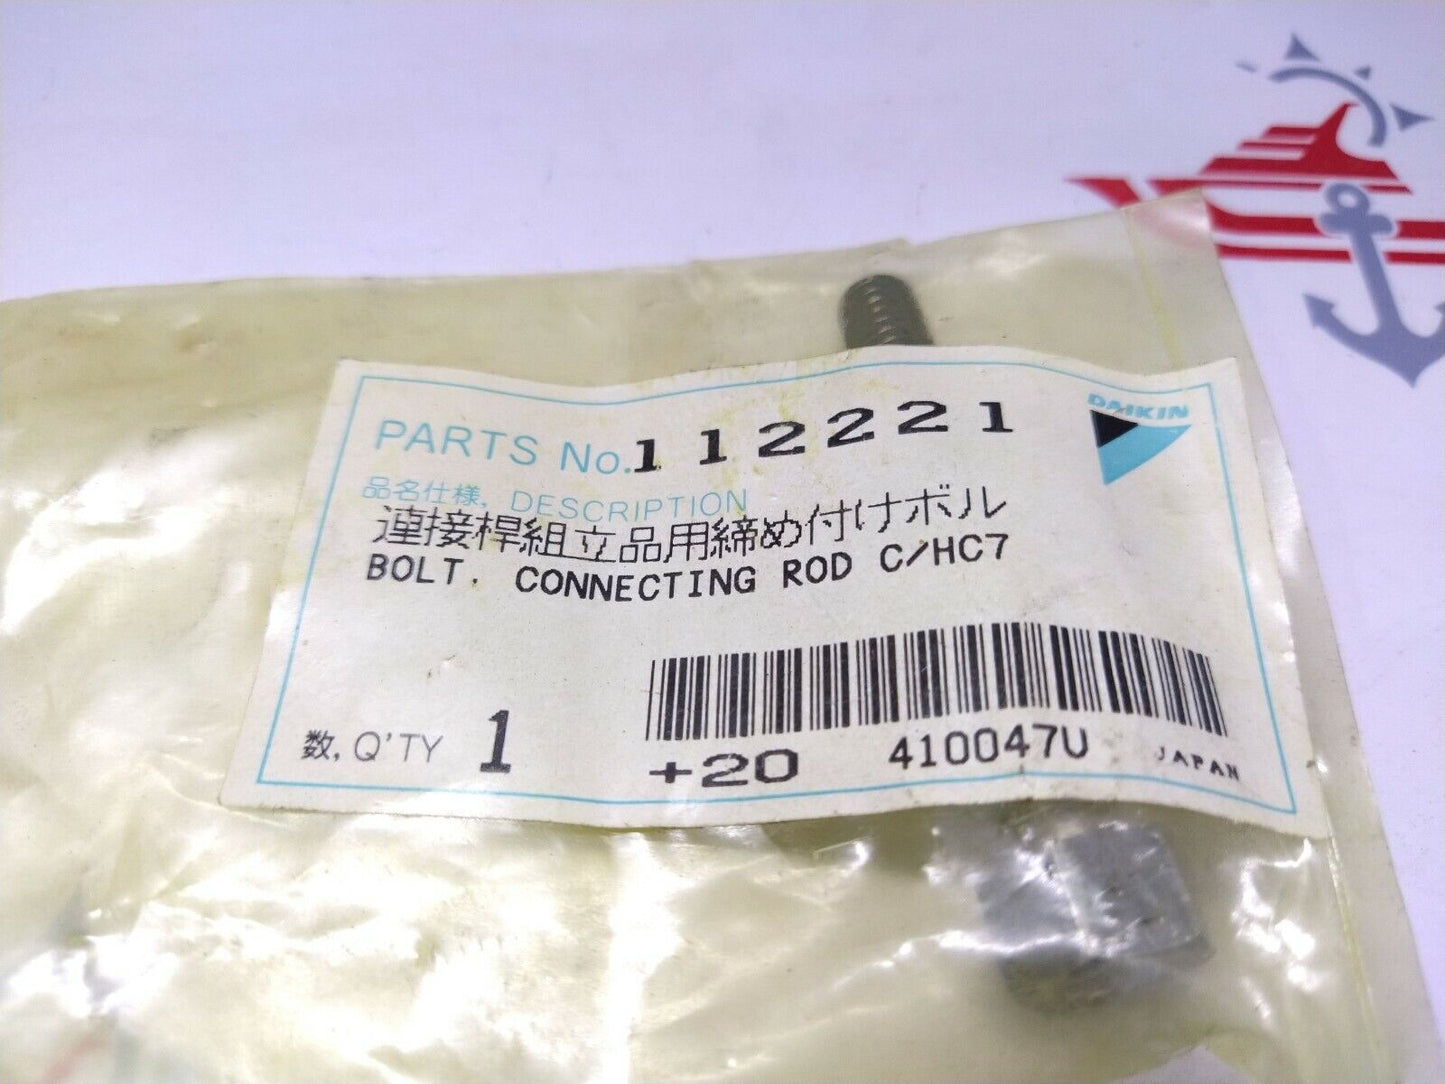 DAIKIN
PARTS No. 112221
品名仕様. DESCRIPTION
連接桿組立品用締め付けボル
BOLT. CONNECTING ROD C/HC7
数, Q'TY 1
+20 410047U JAPAN